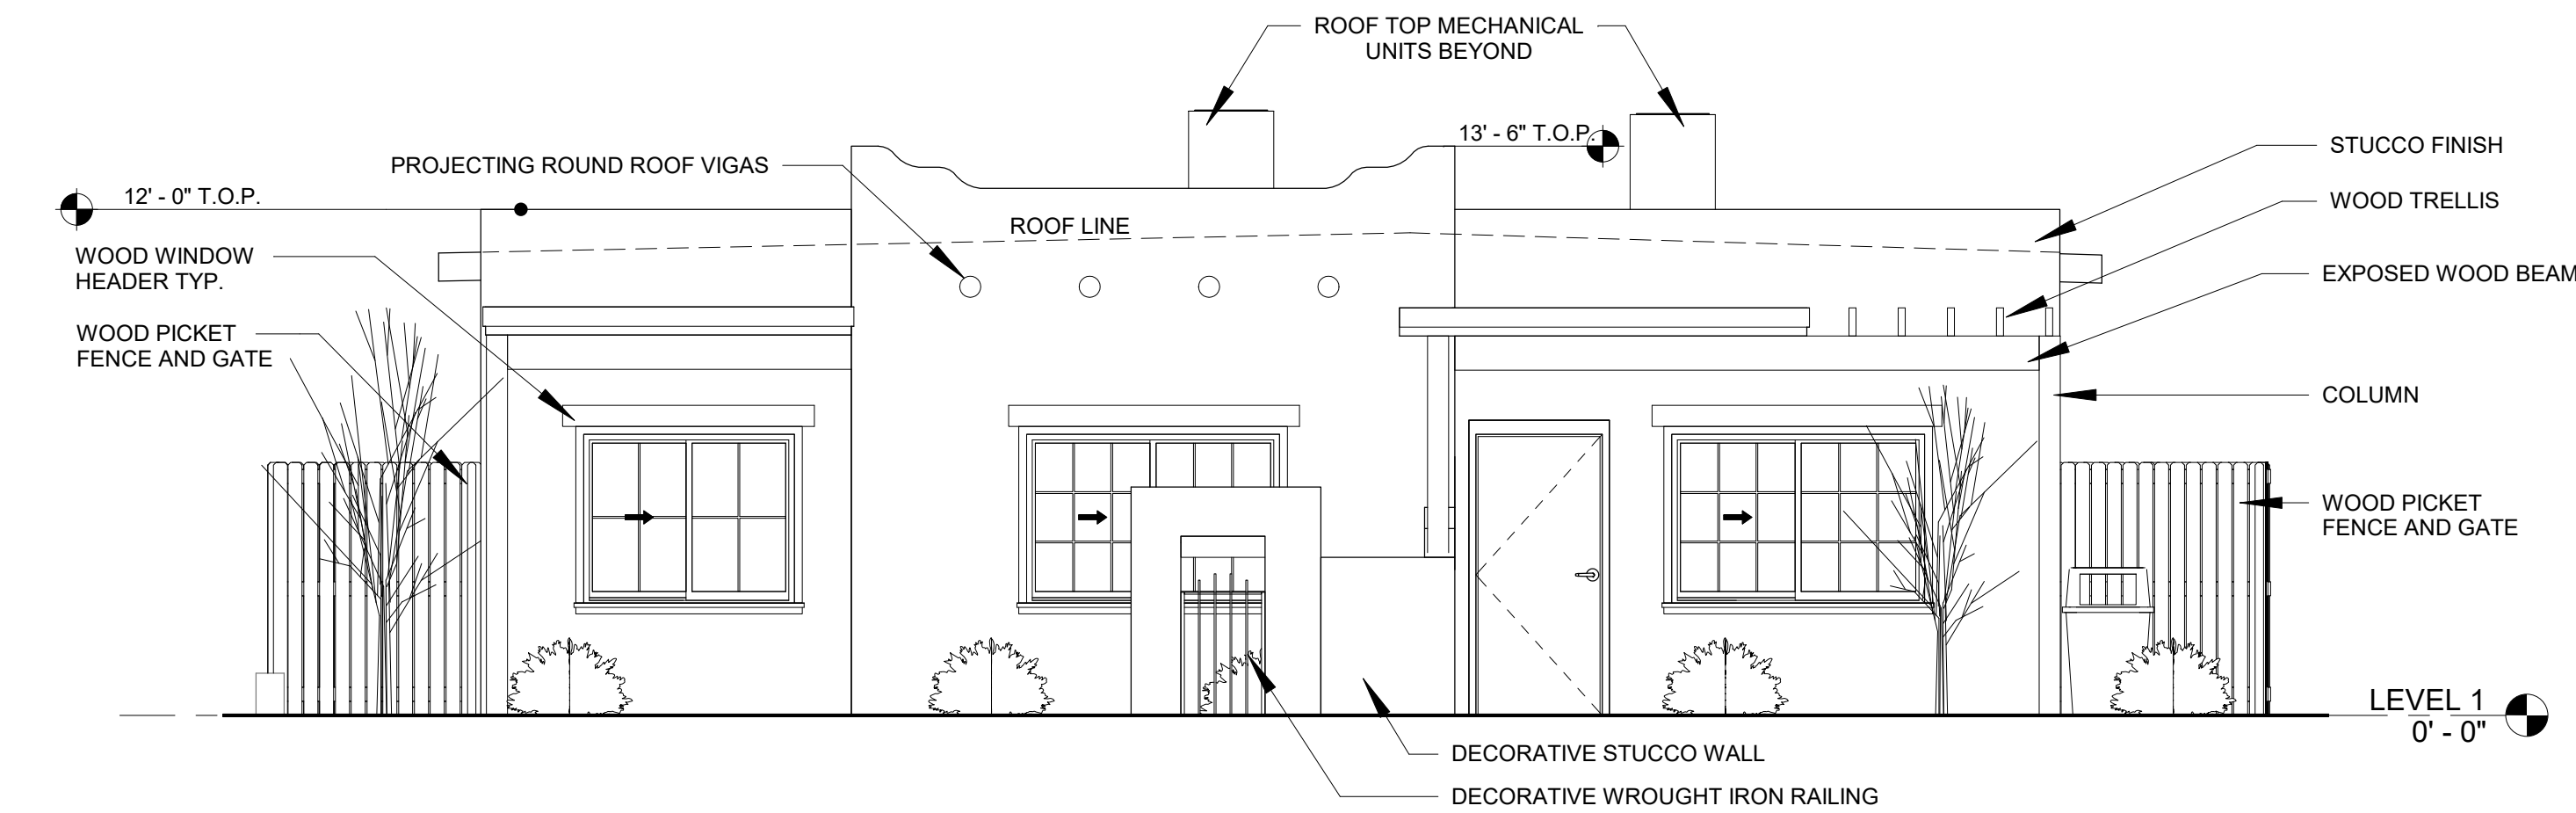 ROOF TOP MECHANICAL
UNITS BEYOND
13' - 6" T.O.P.
PROJECTING ROUND ROOF VIGAS
12' - 0" T.O.P.
ROOF LINE
WOOD WINDOW
HEADER TYP.
WOOD PICKET
FENCE AND GATE
STUCCO FINISH
WOOD TRELLIS
EXPOSED WOOD BEAM
COLUMN
WOOD PICKET
FENCE AND GATE
LEVEL 1
0' - 0"
DECORATIVE STUCCO WALL
DECORATIVE WROUGHT IRON RAILING